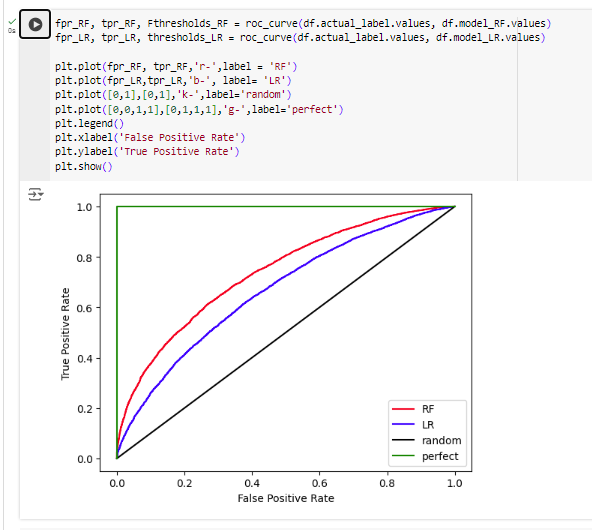 fpr_RF, tpr_RF, Fthresholds_RF = roc_curve(df.actual_label.values, df.model_RF.values)
fpr_LR, tpr_LR, thresholds_LR = roc_curve(df.actual_label.values, df.model_LR.values)
plt.plot(fpr_RF, tpr_RF,'r-',label = 'RF')
plt.plot(fpr_LR,tpr_LR,'b-', label= 'LR')
plt.plot([0,1],[0,1],'k-',label='random')
plt.plot([0,0,1,1],[0,1,1,1],'g-',label='perfect')
plt.legend()
plt.xlabel('False Positive Rate')
plt.ylabel('True Positive Rate')
plt.show()
0s
1.0
0.8
0.6
0.4
0.2
0.0
True Positive Rate
RF
LR
random
perfect
0.0 0.2 0.4 0.6 0.8 1.0
False Positive Rate